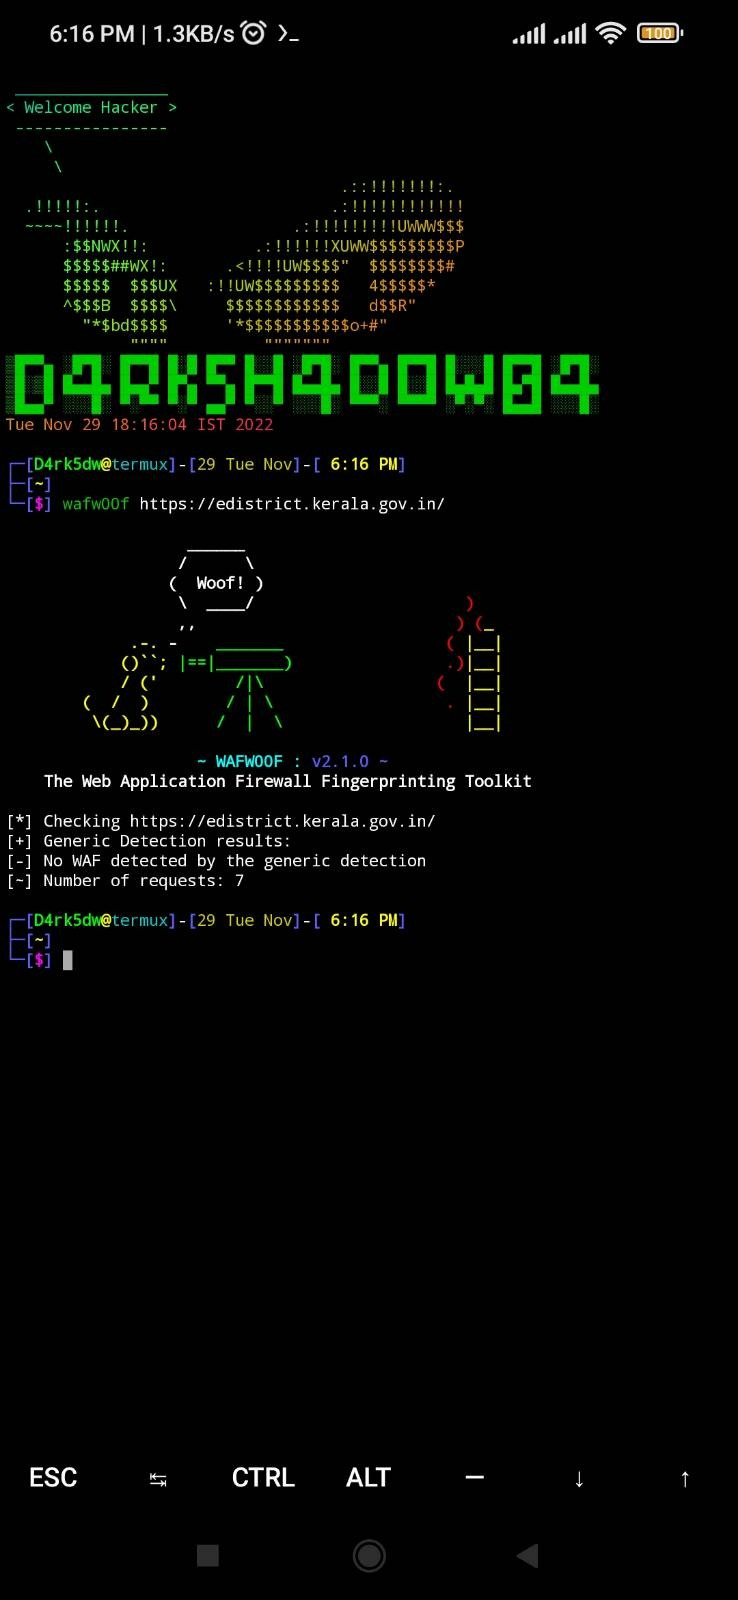 6:16 PM | 1.3KB/s
100
< Welcome Hacker >
D4RKSH4DOW04
Tue Nov 29 18:16:04 IST 2022
[D4rk5dw@termux]-[29 Tue Nov]-[ 6:16 PM]
[~]
[$] wafw00f https://edistrict.kerala.gov.in/
( Woof! )
~ WAFW00F : v2.1.0 ~
The Web Application Firewall Fingerprinting Toolkit
[*] Checking https://edistrict.kerala.gov.in/
[+] Generic Detection results:
[-] No WAF detected by the generic detection
[~] Number of requests: 7
[D4rk5dw@termux]-[29 Tue Nov]-[ 6:16 PM]
[~]
[$]
ESC ↹ CTRL ALT – ↓ ↑